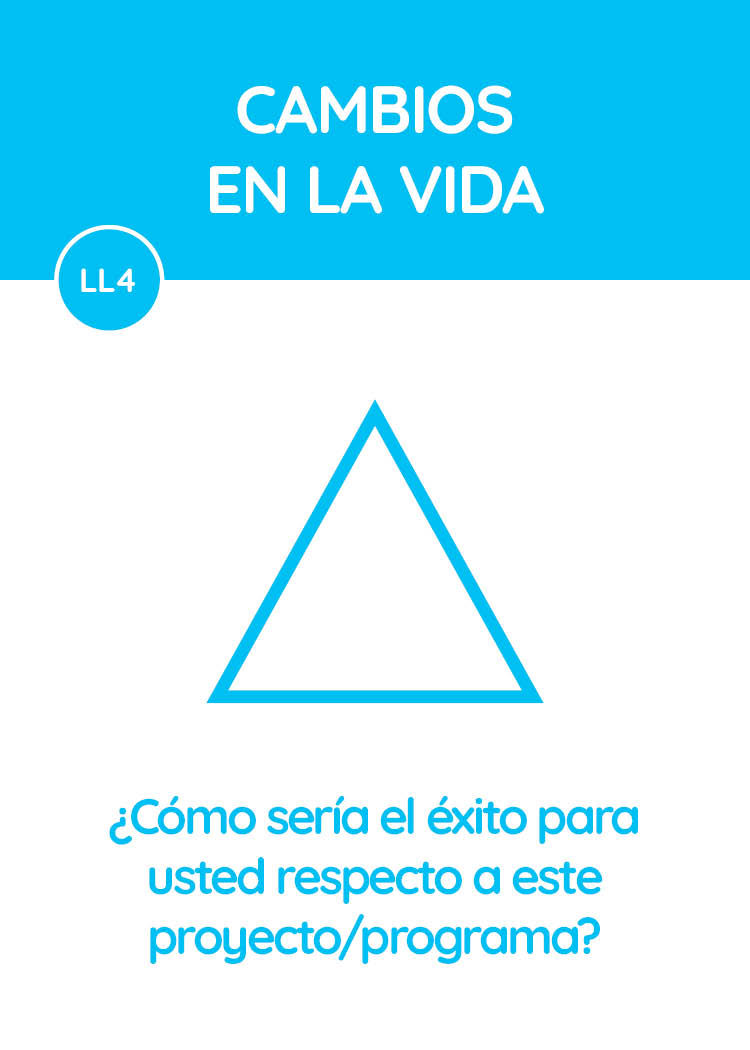 CAMBIOS
EN LA VIDA
LL4
¿Cómo sería el éxito para
usted respecto a este
proyecto/programa?